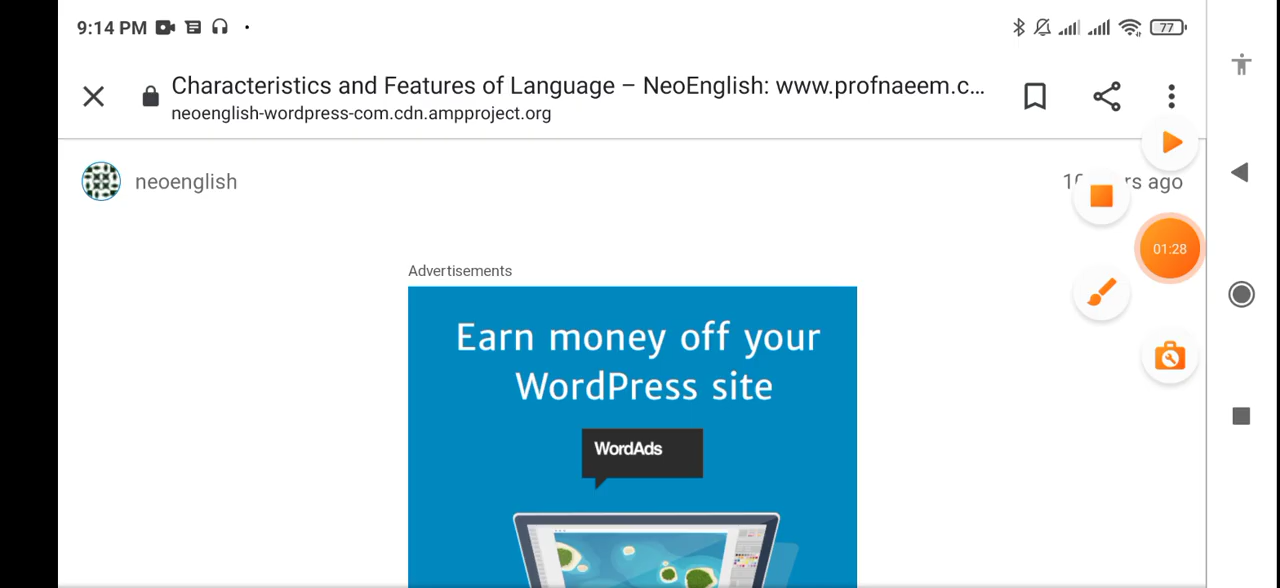 9:14 PM
77
Characteristics and Features of Language – NeoEnglish: www.profnaeem.c...
neoenglish-wordpress-com.cdn.ampproject.org
neoenglish
ago
01:28
Advertisements
Earn money off your
WordPress site
WordAds